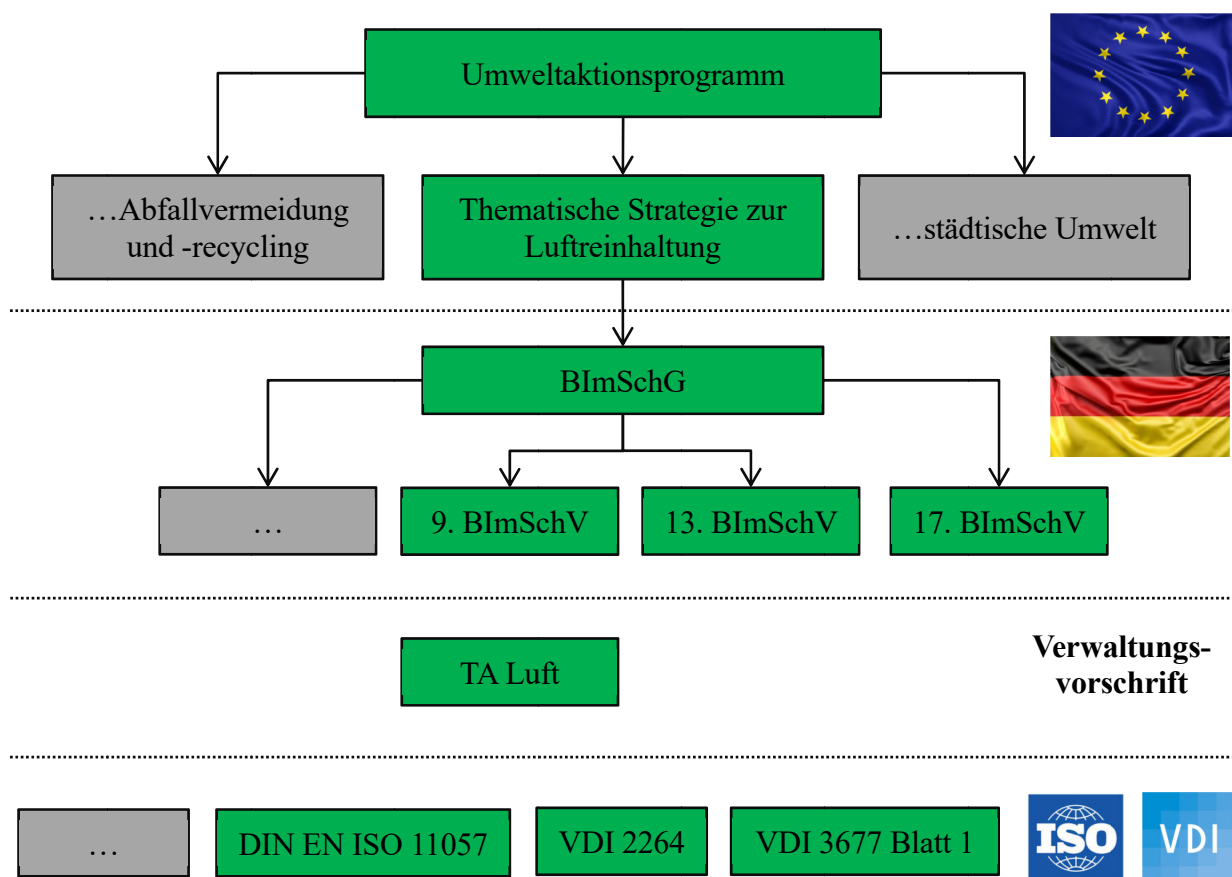 Umweltaktionsprogramm
…Abfallvermeidung
und -recycling
Thematische Strategie zur
Luftreinhaltung
…städtische Umwelt
BImSchG
…
9. BImSchV
13. BImSchV
17. BImSchV
TA Luft
Verwaltungs-
vorschrift
…
DIN EN ISO 11057
VDI 2264
VDI 3677 Blatt 1
ISO
VDI